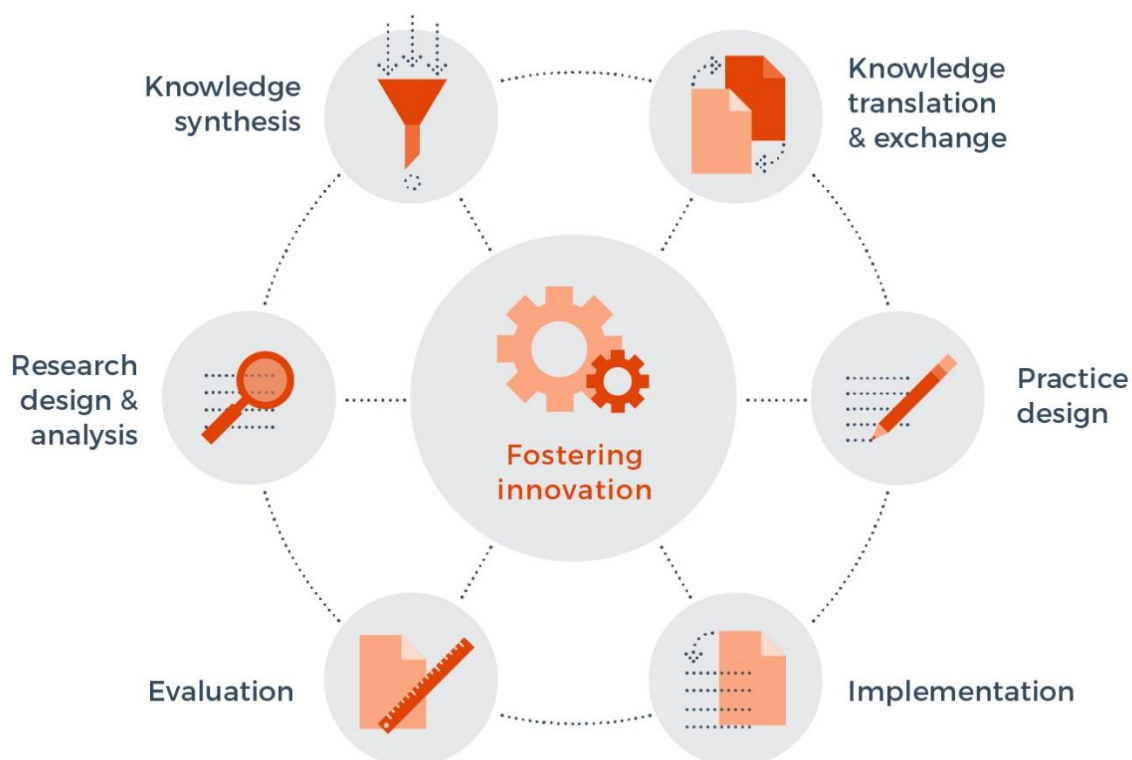 Knowledge
synthesis
Knowledge
translation
& exchange
Research
design &
analysis
Fostering
innovation
Practice
design
Evaluation
Implementation